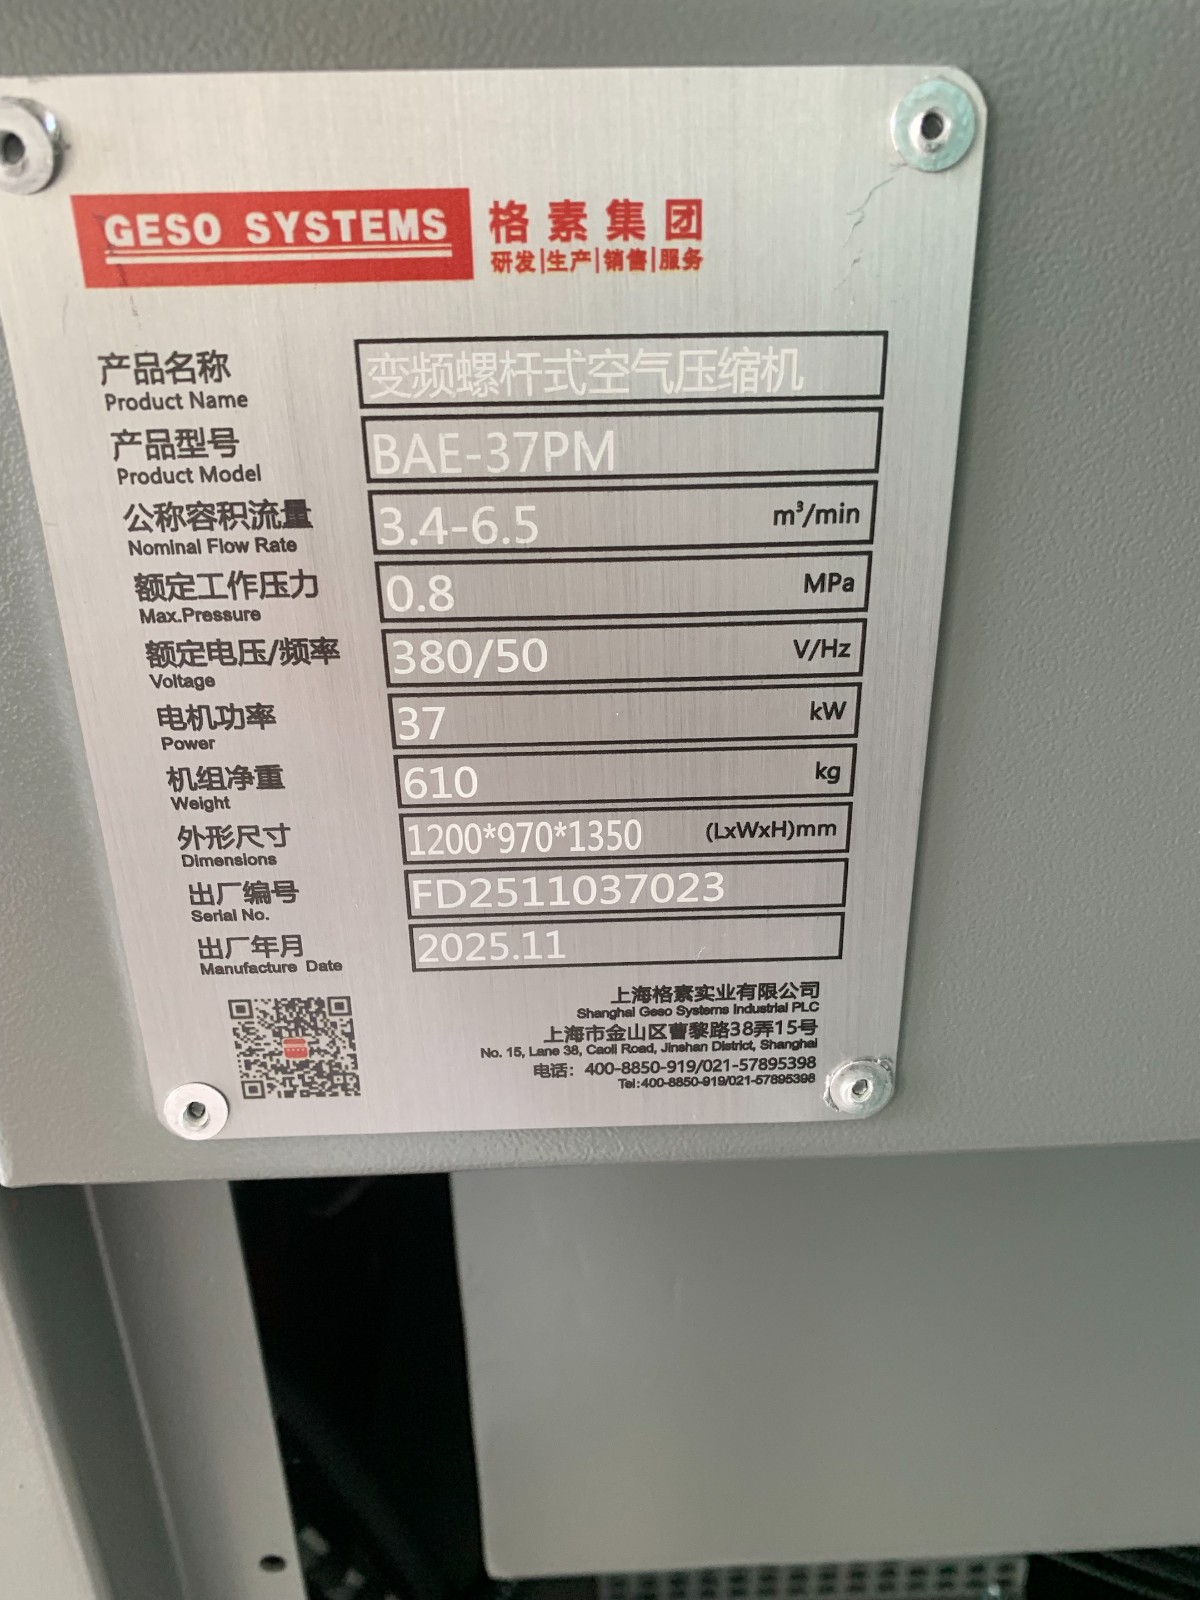 GESO SYSTEMS 格素集团
研发|生产|销售|服务
产品名称 变频螺杆式空气压缩机
Product Name
产品型号 BAE-37PM
Product Model
公称容积流量 3.4-6.5 m³/min
Nominal Flow Rate
额定工作压力 0.8 MPa
Max.Pressure
额定电压/频率 380/50 V/Hz
Voltage
电机功率 37 kW
Power
机组净重 610 kg
Weight
外形尺寸 1200*970*1350 (LxWxH)mm
Dimensions
出厂编号 FD2511037023
Serial No.
出厂年月 2025.11
Manufacture Date
上海格素实业有限公司
Shanghai Geso Systems Industrial PLC
上海市金山区曹黎路38弄15号
No. 15, Lane 38, Caoli Road, Jinshan District, Shanghai
电话：400-8850-919/021-57895398
Tel:400-8850-919/021-57895398